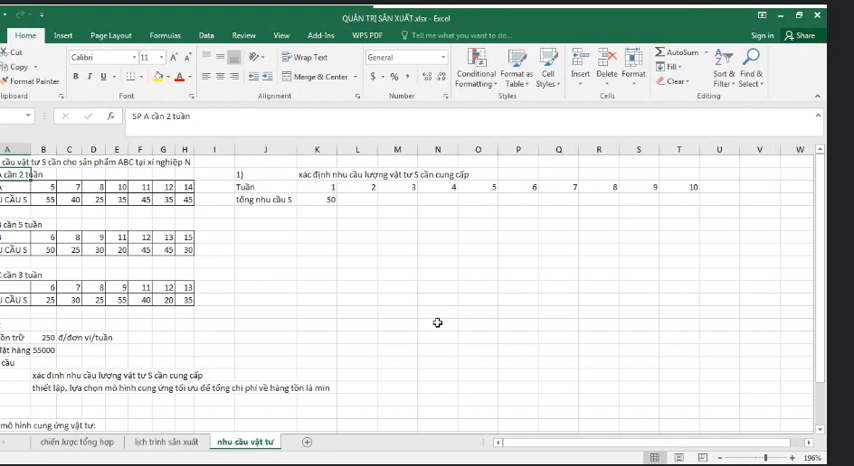 QUẢN TRỊ SẢN XUẤT.xlsx - Excel
Sign in Share
Home Insert Page Layout Formulas Data Review View Add-Ins WPS PDF Tell me what you want to do...
Cut
Copy
Format Painter
Calibri 11
Wrap Text
Merge & Center
General
Conditional Formatting
Format as Table
Cell Styles
Insert Delete Format
AutoSum
Fill
Clear
Sort & Filter
Find & Select
Alignment Number Styles Cells Editing
SP A cần 2 tuần
A B C D E F G H I J K L M N O P Q R S T U V W
cầu vật tư S cần cho sản phẩm ABC tại xí nghiệp N
cần 2 tuần 1) xác định nhu cầu lượng vật tư S cần cung cấp
5 7 8 10 11 12 14 Tuần 1 2 3 4 5 6 7 8 9 10
CẦU S 55 40 25 35 45 35 45 tổng nhu cầu S 50
cần 5 tuần
6 8 9 11 12 13 15
CẦU S 50 25 30 20 45 45 30
cần 3 tuần
6 7 8 9 11 12 13
CẦU S 25 30 25 55 40 20 35
trữ 250 đ/đơn vị/tuần
đặt hàng 55000
cầu
xác định nhu cầu lượng vật tư S cần cung cấp
thiết lập, lựa chọn mô hình cung ứng tối ưu để tổng chi phí về hàng tồn là min
mô hình cung ứng vật tư:
chiến lược tổng hợp lịch trình sản xuất nhu cầu vật tư
196%